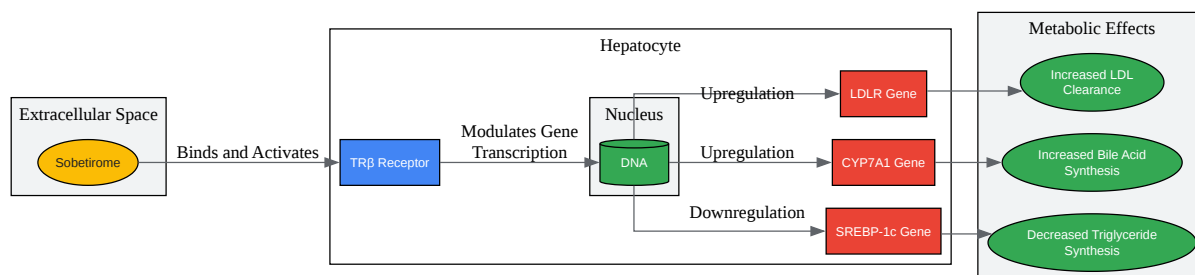 Extracellular Space
Sobetirome
Binds and Activates
Hepatocyte
TRβ Receptor
Modulates Gene
Transcription
Nucleus
DNA
Upregulation
LDLR Gene
Upregulation
CYP7A1 Gene
Downregulation
SREBP-1c Gene
Metabolic Effects
Increased LDL
Clearance
Increased Bile Acid
Synthesis
Decreased Triglyceride
Synthesis